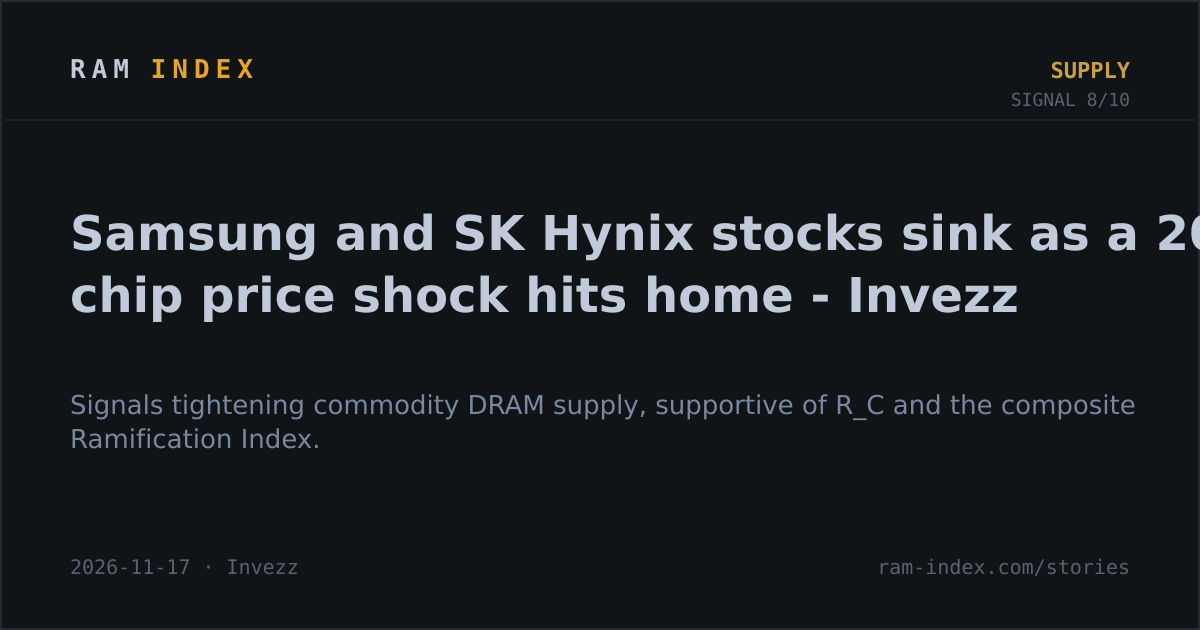 RAM INDEX
SUPPLY
SIGNAL 8/10
Samsung and SK Hynix stocks sink as a
chip price shock hits home - Invezz
Signals tightening commodity DRAM supply, supportive of R_C and the composite
Ramification Index.
2026-11-17 · Invezz
ram-index.com/stories